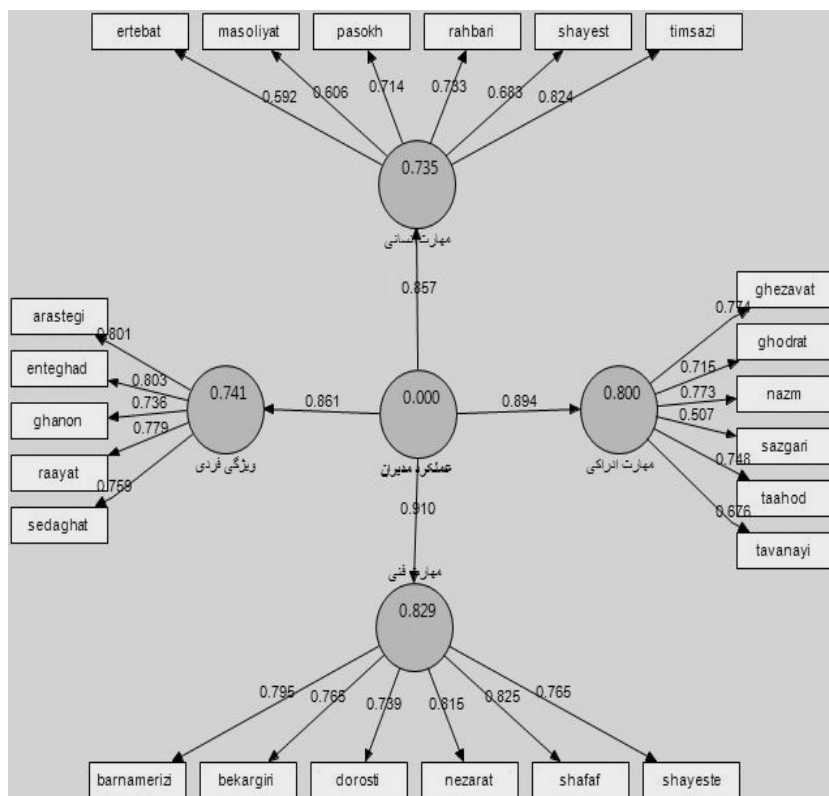 ertebat
masoliyat
pasokh
rahbari
shayest
timsazi
0.592
0.606
0.714
0.733
0.683
0.824
0.735
مهارت انسانی
0.857
arastegi
enteghad
ghanon
raayat
sedaghat
0.801
0.803
0.736
0.779
0.759
0.741
ویژگی فردی
0.861
0.000
عملکرد مدیران
0.894
0.800
مهارت ادراکی
0.774
0.715
0.773
0.507
0.748
0.676
ghezavat
ghodrat
nazm
sazgari
taahod
tavanayi
0.910
مهارت فنی
0.829
0.795
0.765
0.739
0.815
0.825
0.765
barnamerizi
bekargiri
dorosti
nezarat
shafaf
shayeste